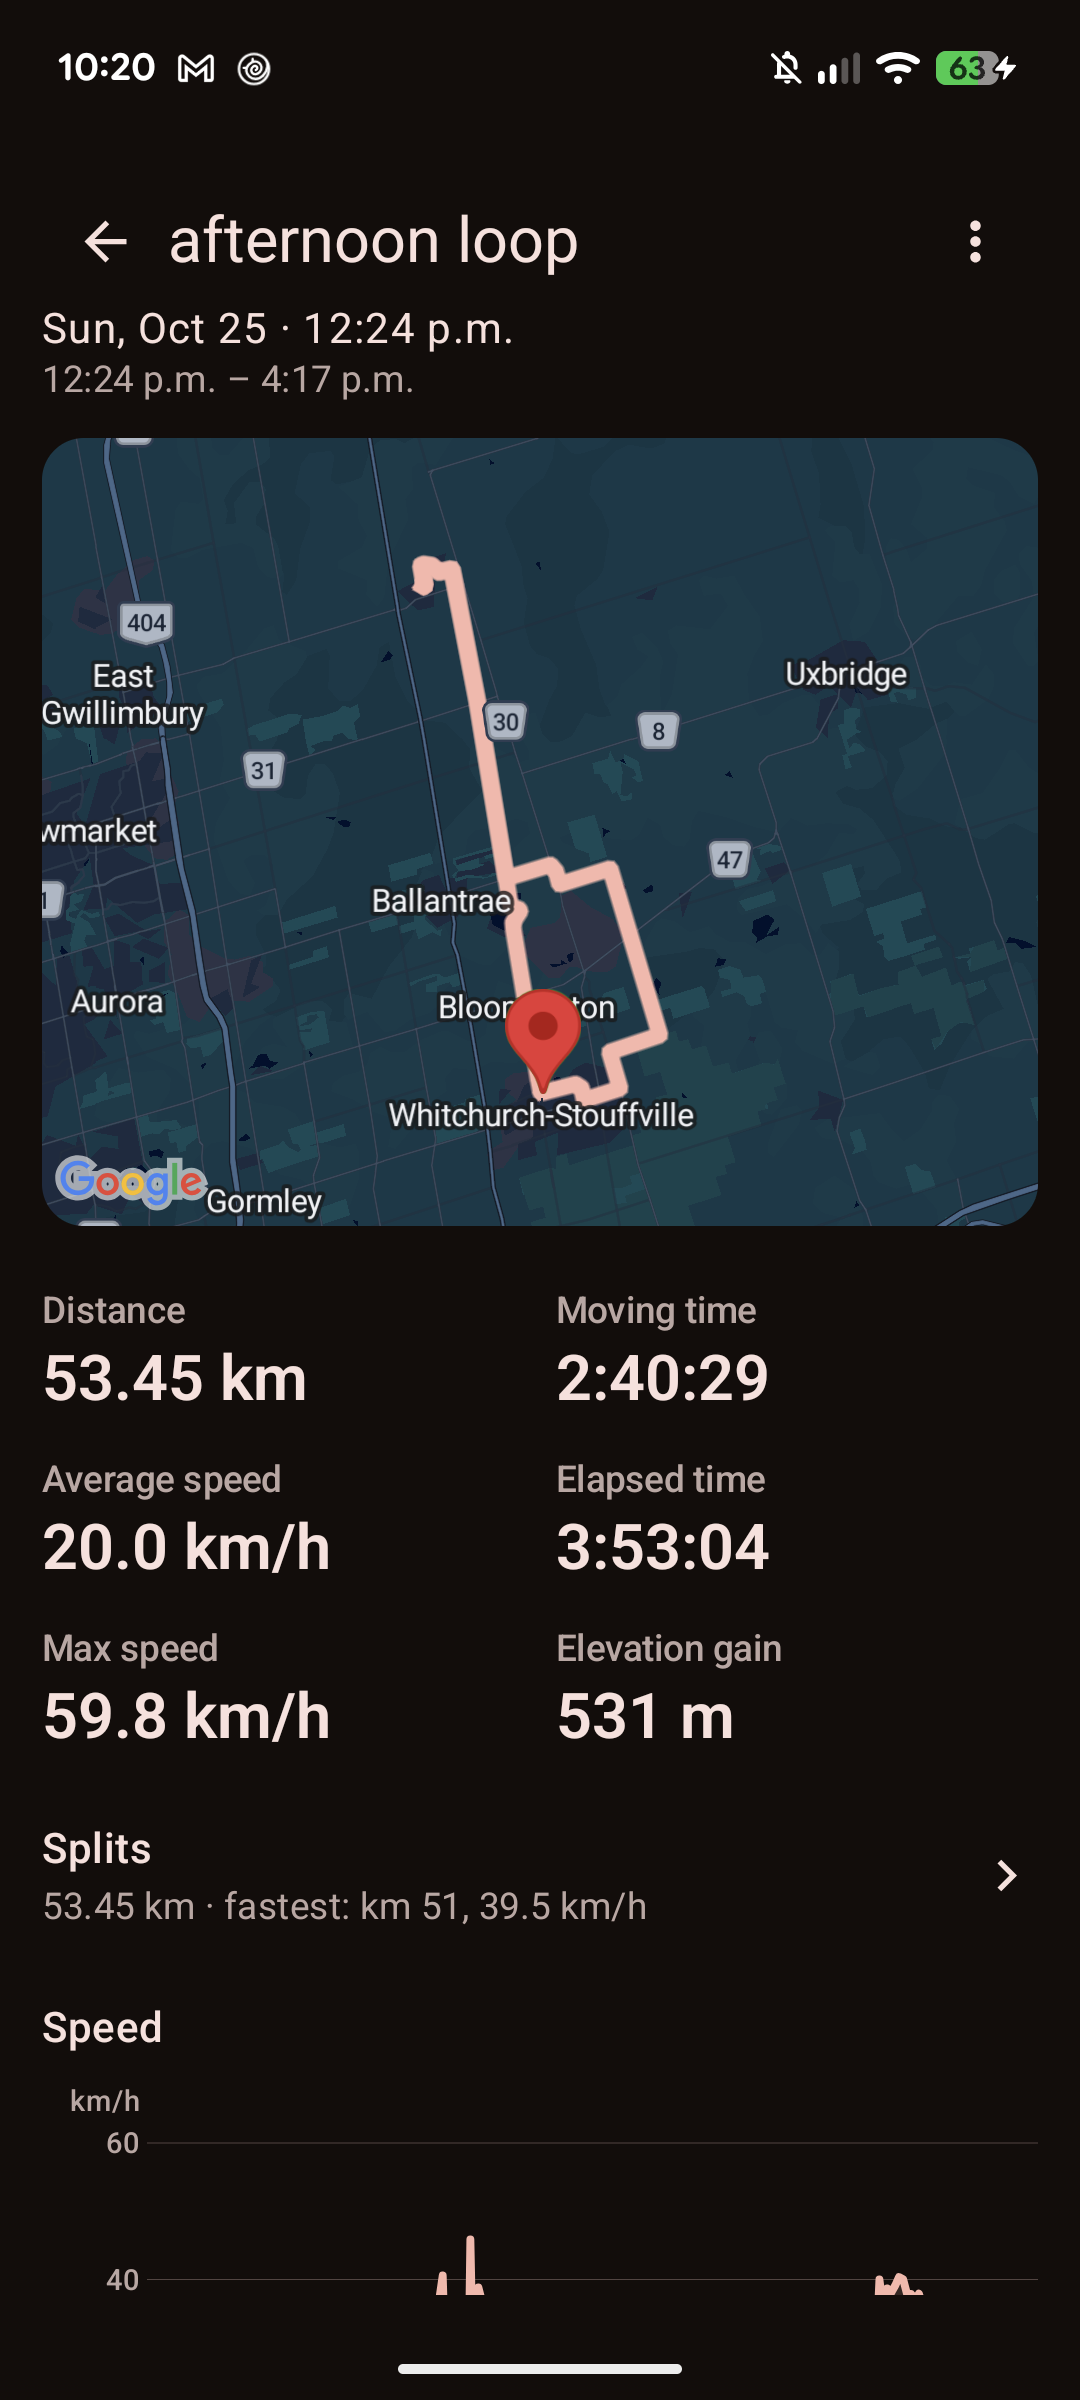 10:20
63
afternoon loop
Sun, Oct 25 · 12:24 p.m.
12:24 p.m. – 4:17 p.m.
404
East
Gwillimbury
Uxbridge
30
8
31
wmarket
47
1
Ballantrae
Aurora
Bloo ton
Whitchurch-Stouffville
Google
Gormley
Distance
53.45 km
Moving time
2:40:29
Average speed
20.0 km/h
Elapsed time
3:53:04
Max speed
59.8 km/h
Elevation gain
531 m
Splits
53.45 km · fastest: km 51, 39.5 km/h
Speed
km/h
60
40